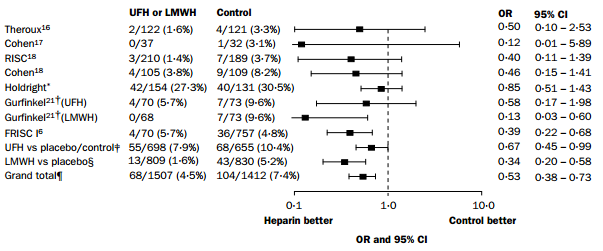 UFH or LMWH Control OR 95% CI
Theroux¹⁶ 2/122 (1·6%) 4/121 (3·3%) 0·50 0·10 - 2·53
Cohen¹⁷ 0/37 1/32 (3·1%) 0·12 0·01 - 5·89
RISC¹⁸ 3/210 (1·4%) 7/189 (3·7%) 0·40 0·11 - 1·39
Cohen¹⁸ 4/105 (3·8%) 9/109 (8·2%) 0·46 0·15 - 1·41
Holdright* 42/154 (27·3%) 40/131 (30·5%) 0·85 0·51 - 1·43
Gurfinkel²¹†(UFH) 4/70 (5·7%) 7/73 (9·6%) 0·58 0·17 - 1·98
Gurfinkel²¹†(LMWH) 0/68 7/73 (9·6%) 0·13 0·03 - 0·60
FRISC I⁶ 4/70 (5·7%) 36/757 (4·8%) 0·39 0·22 - 0·68
UFH vs placebo/control‡ 55/698 (7·9%) 68/655 (10·4%) 0·67 0·45 - 0·99
LMWH vs placebo§ 13/809 (1·6%) 43/830 (5·2%) 0·34 0·20 - 0·58
Grand total¶ 68/1507 (4·5%) 104/1412 (7·4%) 0·53 0·38 - 0·73
0·1 1·0 10·0
Heparin better Control better
OR and 95% CI